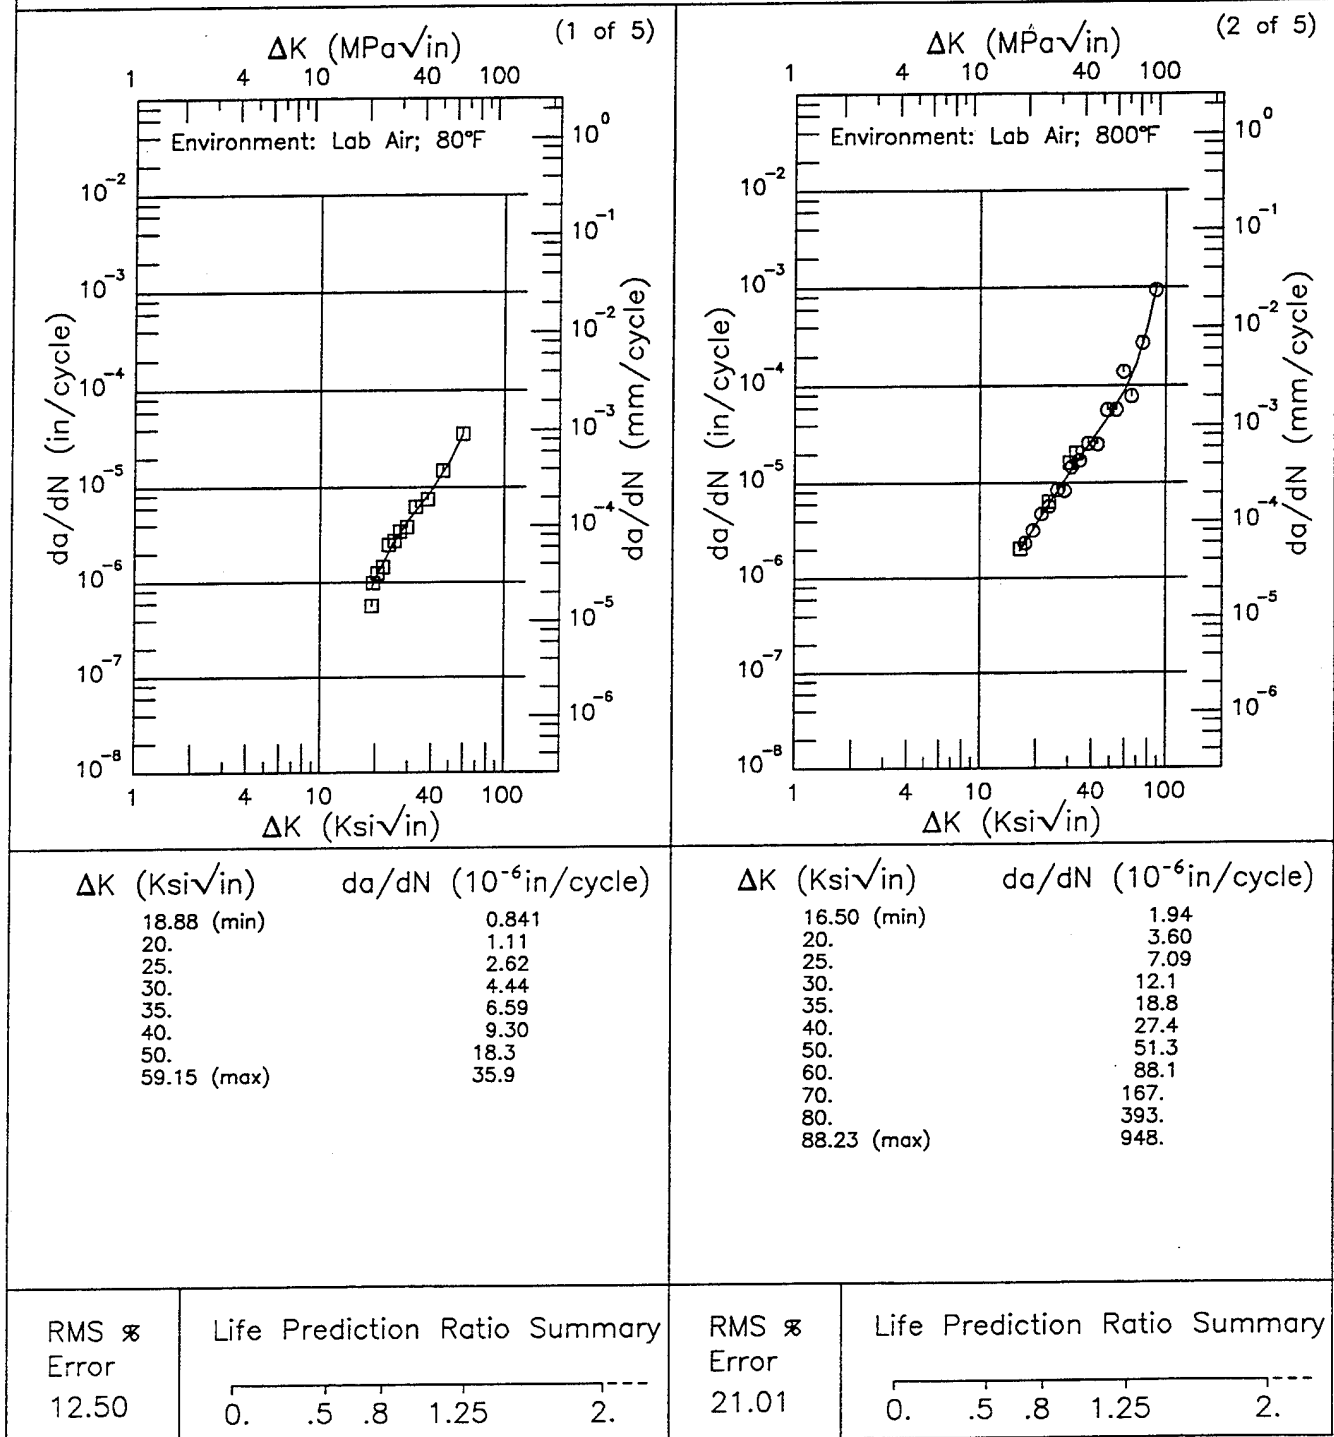 (1 of 5)
ΔK (MPa√in)
1 4 10 40 100
Environment: Lab Air; 80°F
10⁰
10⁻²
10⁻¹
10⁻³
10⁻²
10⁻⁴
10⁻³
10⁻⁵
10⁻⁴
10⁻⁶
10⁻⁵
10⁻⁷
10⁻⁶
10⁻⁸
da/dN (in/cycle)
da/dN (mm/cycle)
1 4 10 40 100
ΔK (Ksi√in)
ΔK (Ksi√in) da/dN (10⁻⁶in/cycle)
18.88 (min) 0.841
20. 1.11
25. 2.62
30. 4.44
35. 6.59
40. 9.30
50. 18.3
59.15 (max) 35.9
RMS %
Error
12.50
Life Prediction Ratio Summary
0. .5 .8 1.25 2.
(2 of 5)
ΔK (MPa√in)
1 4 10 40 100
Environment: Lab Air; 800°F
10⁰
10⁻²
10⁻¹
10⁻³
10⁻²
10⁻⁴
10⁻³
10⁻⁵
10⁻⁴
10⁻⁶
10⁻⁵
10⁻⁷
10⁻⁶
10⁻⁸
da/dN (in/cycle)
da/dN (mm/cycle)
1 4 10 40 100
ΔK (Ksi√in)
ΔK (Ksi√in) da/dN (10⁻⁶in/cycle)
16.50 (min) 1.94
20. 3.60
25. 7.09
30. 12.1
35. 18.8
40. 27.4
50. 51.3
60. 88.1
70. 167.
80. 393.
88.23 (max) 948.
RMS %
Error
21.01
Life Prediction Ratio Summary
0. .5 .8 1.25 2.